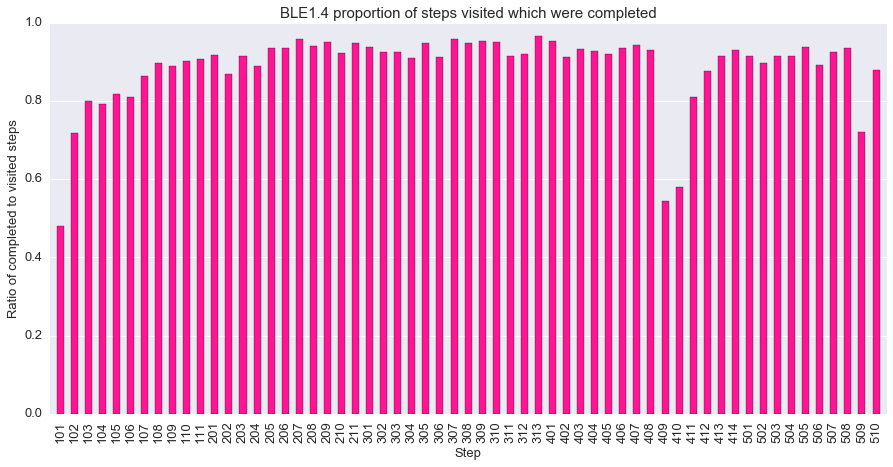 BLE1.4 proportion of steps visited which were completed
Ratio of completed to visited steps
1.0
0.8
0.6
0.4
0.2
0.0
101 102 103 104 105 106 107 108 109 110 111 201 202 203 204 205 206 207 208 209 210 211 301 302 303 304 305 306 307 308 309 310 311 312 313 401 402 403 404 405 406 407 408 409 410 411 412 413 414 501 502 503 504 505 506 507 508 509 510
Step